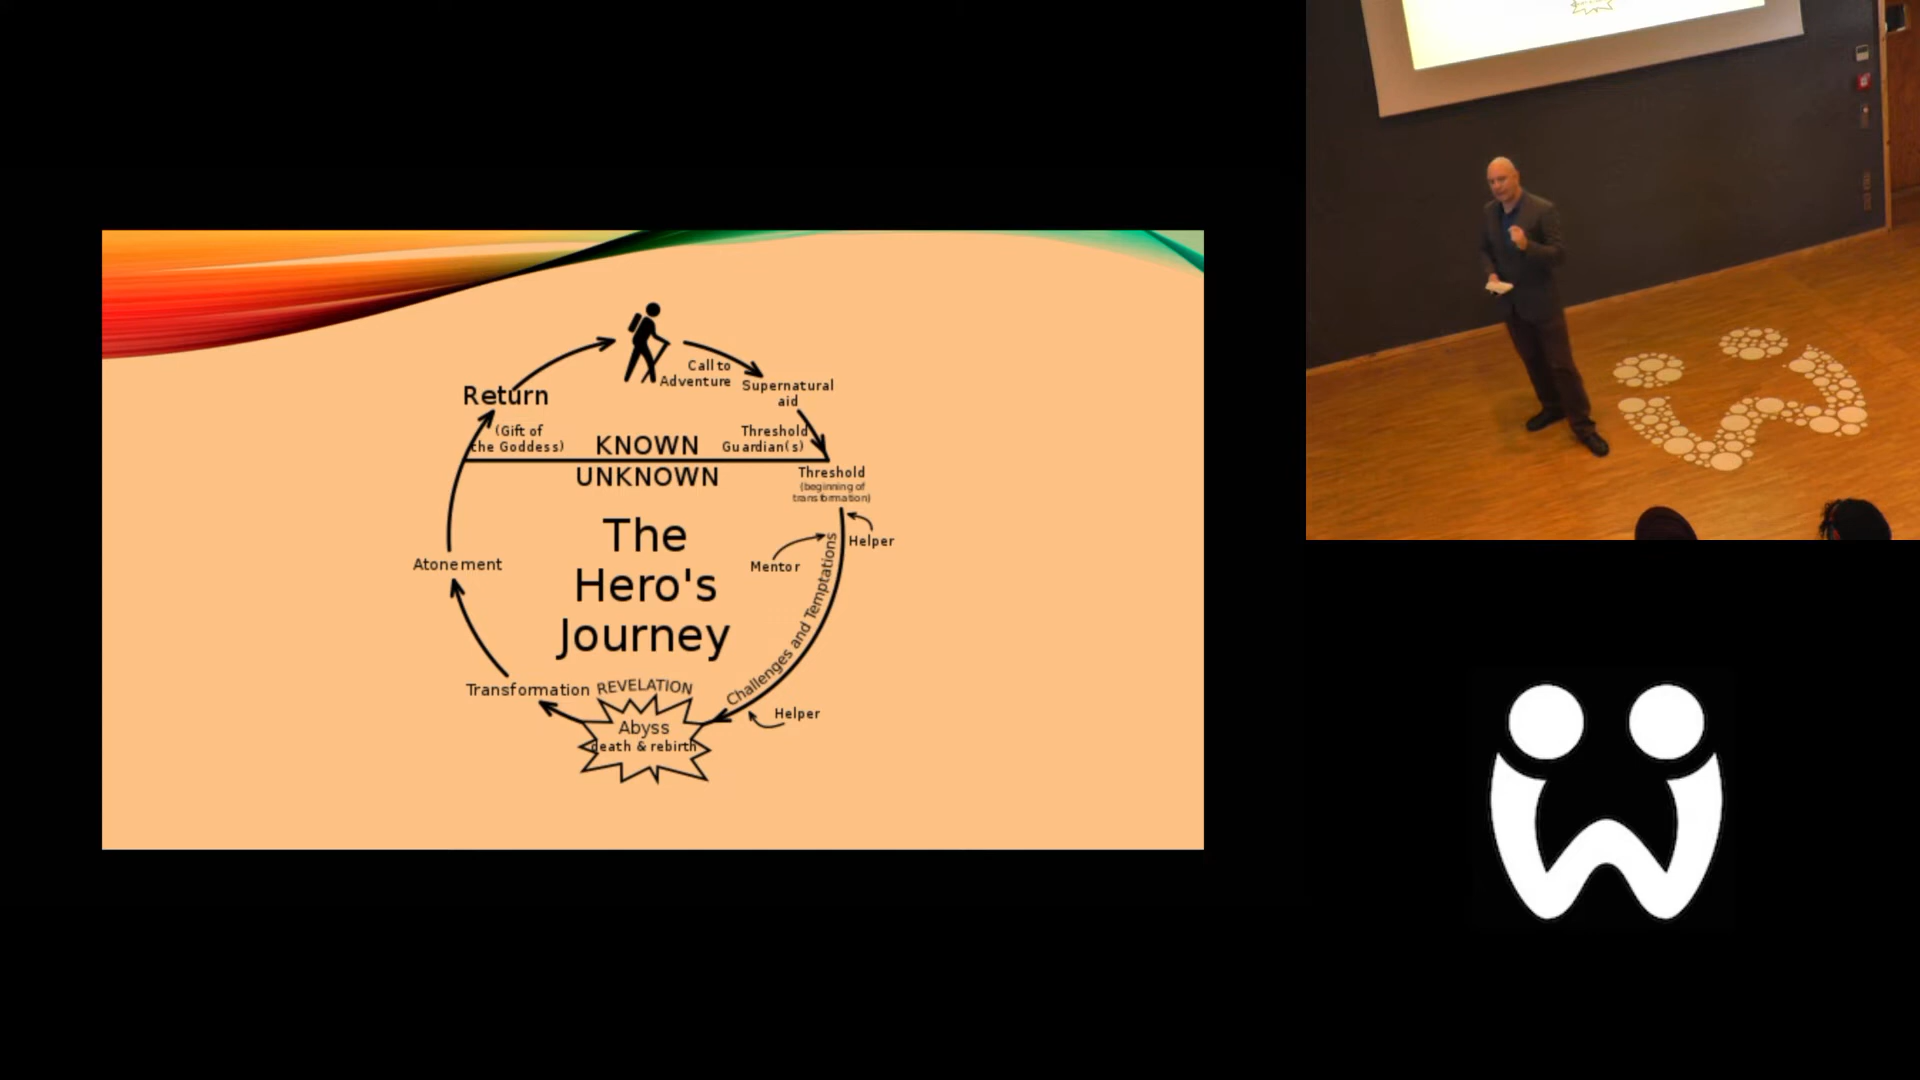 Call to
Adventure
Supernatural
aid
Return
(Gift of
the Goddess)
KNOWN
Threshold
Guardian(s)
UNKNOWN
Threshold
(beginning of
transformation)
The
Hero's
Journey
Helper
Mentor
Challenges and Temptations
Atonement
Transformation
REVELATION
Helper
Abyss
death & rebirth